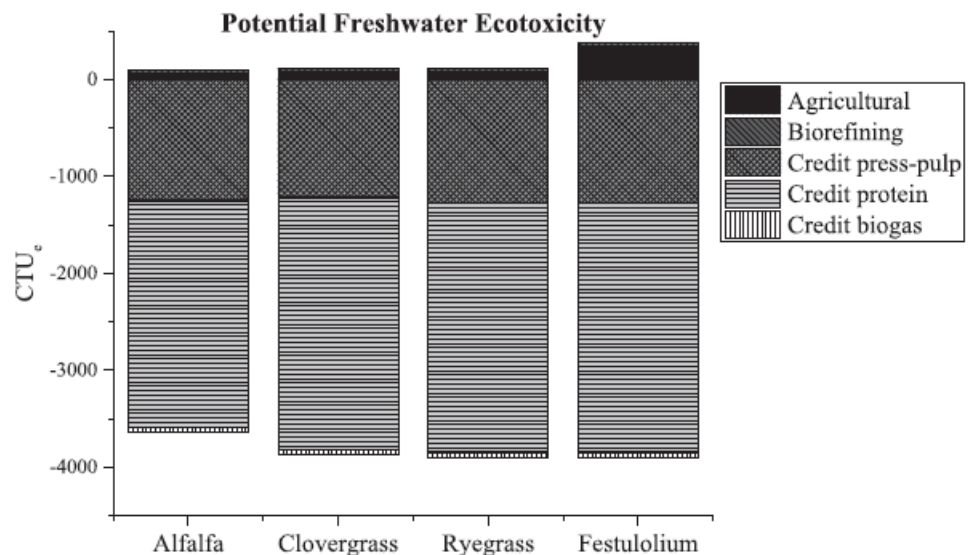 Potential Freshwater Ecotoxicity
0
-1000
-2000
-3000
-4000
CTUe
Alfalfa
Clovergrass
Ryegrass
Festulolium
Agricultural
Biorefining
Credit press-pulp
Credit protein
Credit biogas